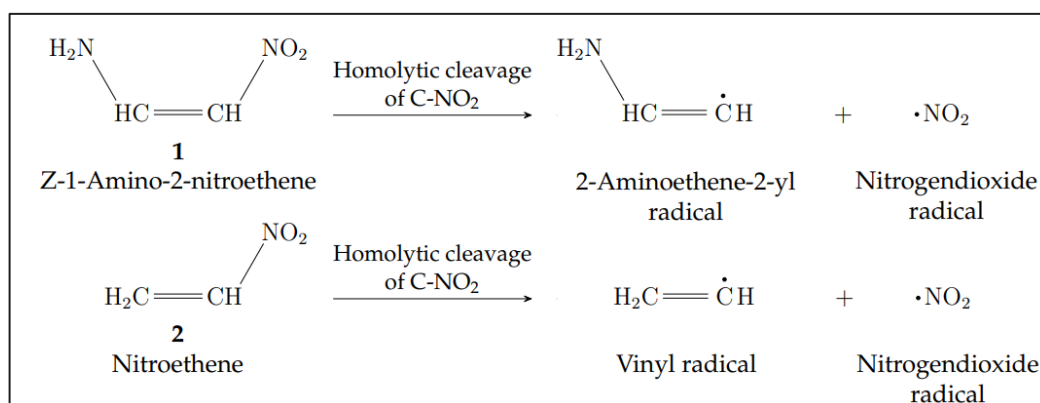 H₂N NO₂ Homolytic cleavage of C-NO₂ H₂N
HC CH HC ĊH + ·NO₂
1
Z-1-Amino-2-nitroethene 2-Aminoethene-2-yl radical Nitrogendioxide radical
NO₂ Homolytic cleavage of C-NO₂
H₂C CH H₂C ĊH + ·NO₂
2
Nitroethene Vinyl radical Nitrogendioxide radical